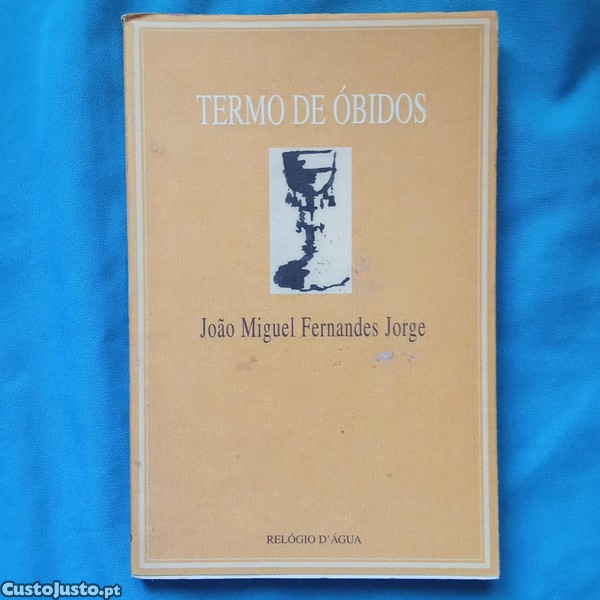 TERMO DE ÓBIDOS
João Miguel Fernandes Jorge
RELÓGIO D'ÁGUA
CustoJusto.pt